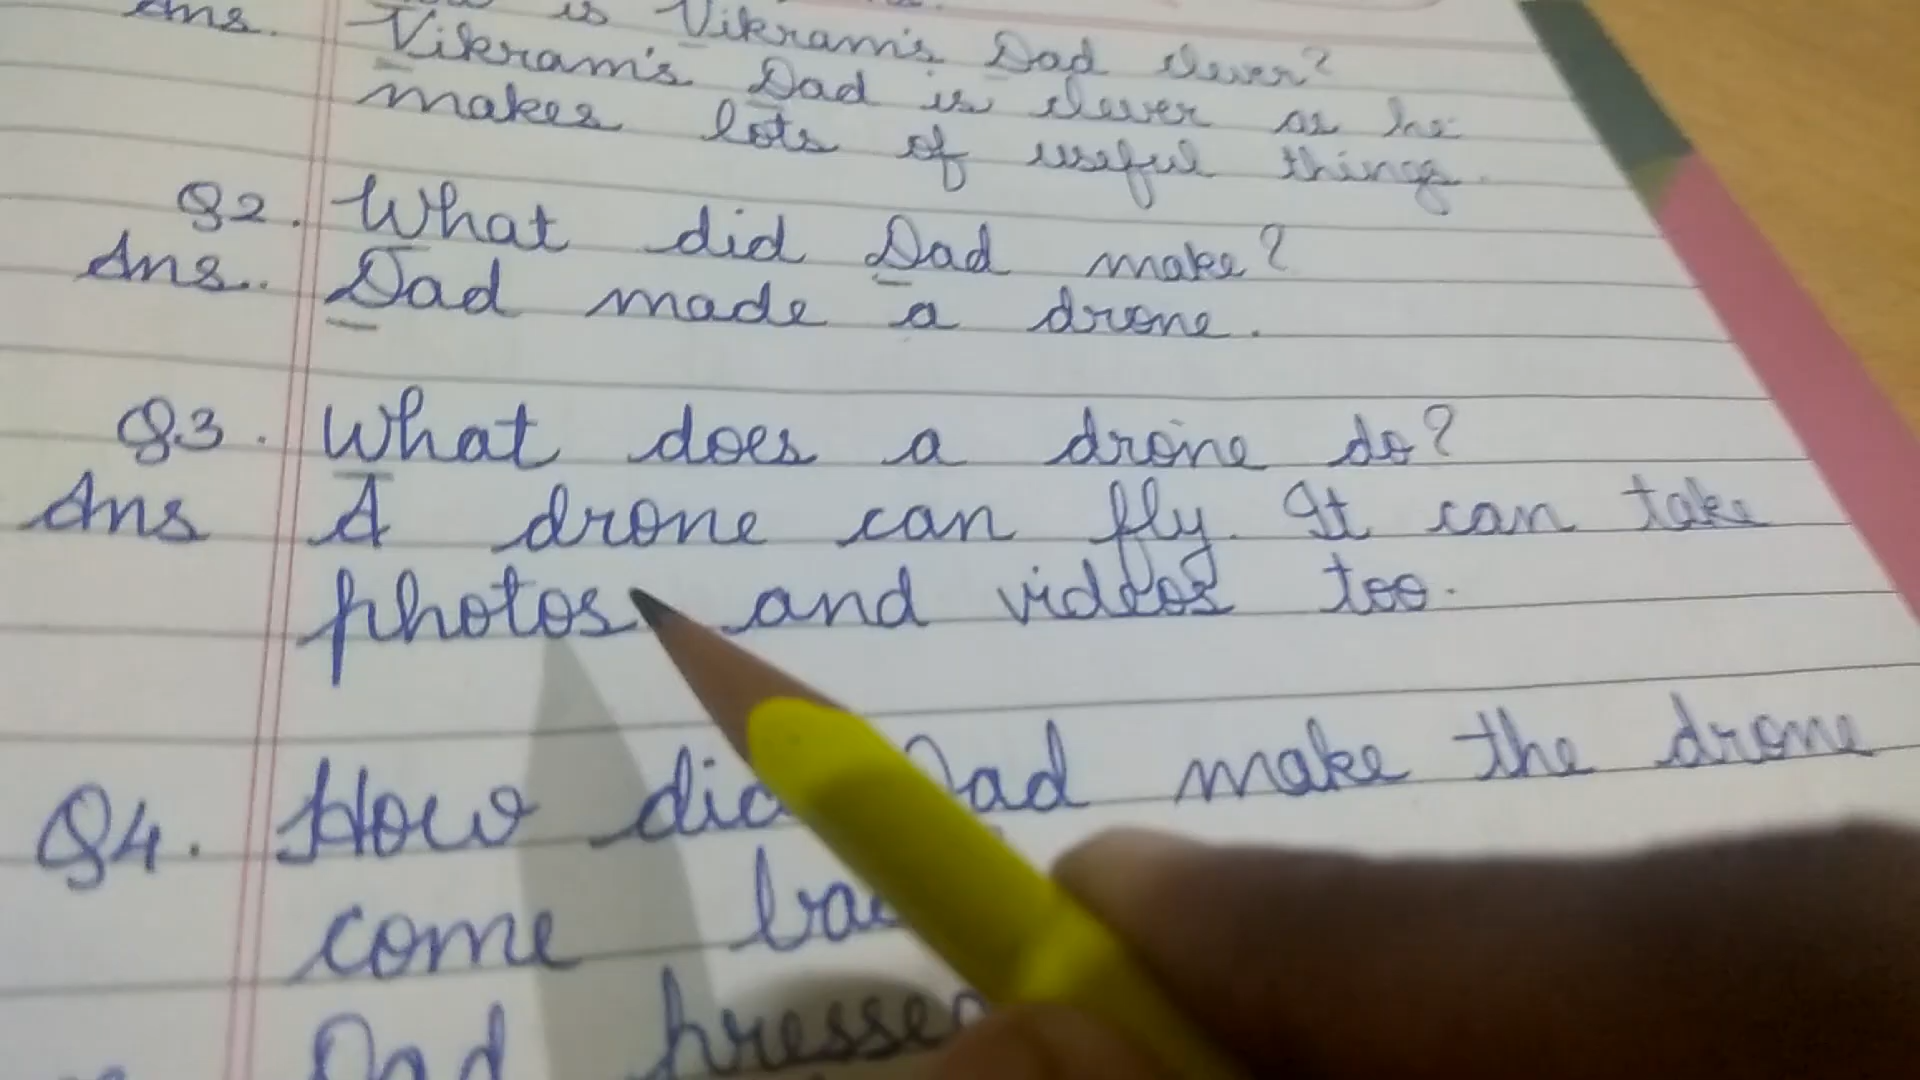 is Vikram's Dad clever?
Ans. Vikram's Dad is clever as he
makes lots of useful things.
Q2. What did Dad make?
Ans.. Dad made a drone.
Q3. What does a drone do?
Ans A drone can fly. It can take
photos and videos too.
Q4. How did Dad make the drone
come
Dad